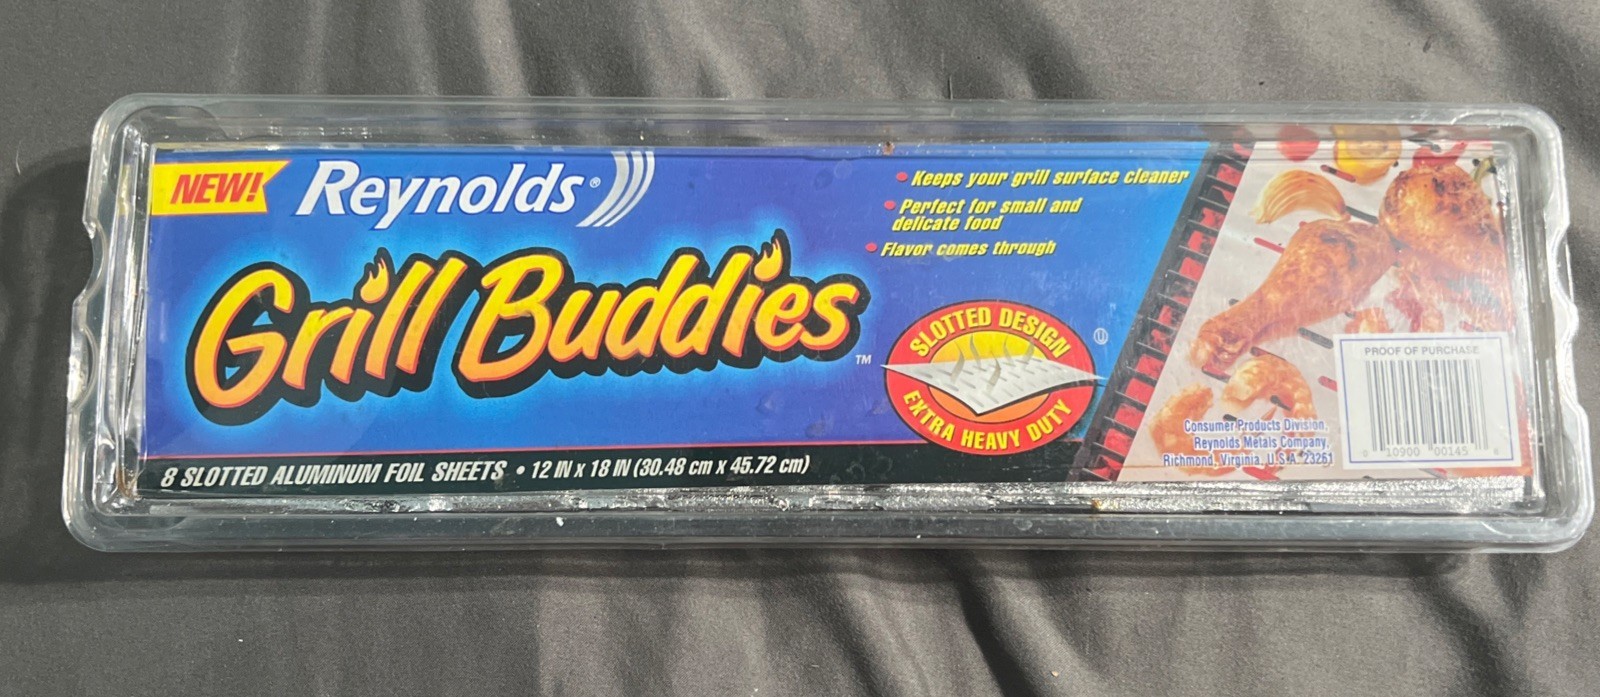 NEW!
Reynolds®
Grill Buddies™
• Keeps your grill surface cleaner
• Perfect for small and
delicate food
• Flavor comes through
SLOTTED DESIGN
EXTRA HEAVY DUTY
Ⓤ
8 SLOTTED ALUMINUM FOIL SHEETS • 12 IN x 18 IN (30.48 cm x 45.72 cm)
Consumer Products Division,
Reynolds Metals Company,
Richmond, Virginia, U.S.A. 23261
PROOF OF PURCHASE
0 10900 00145